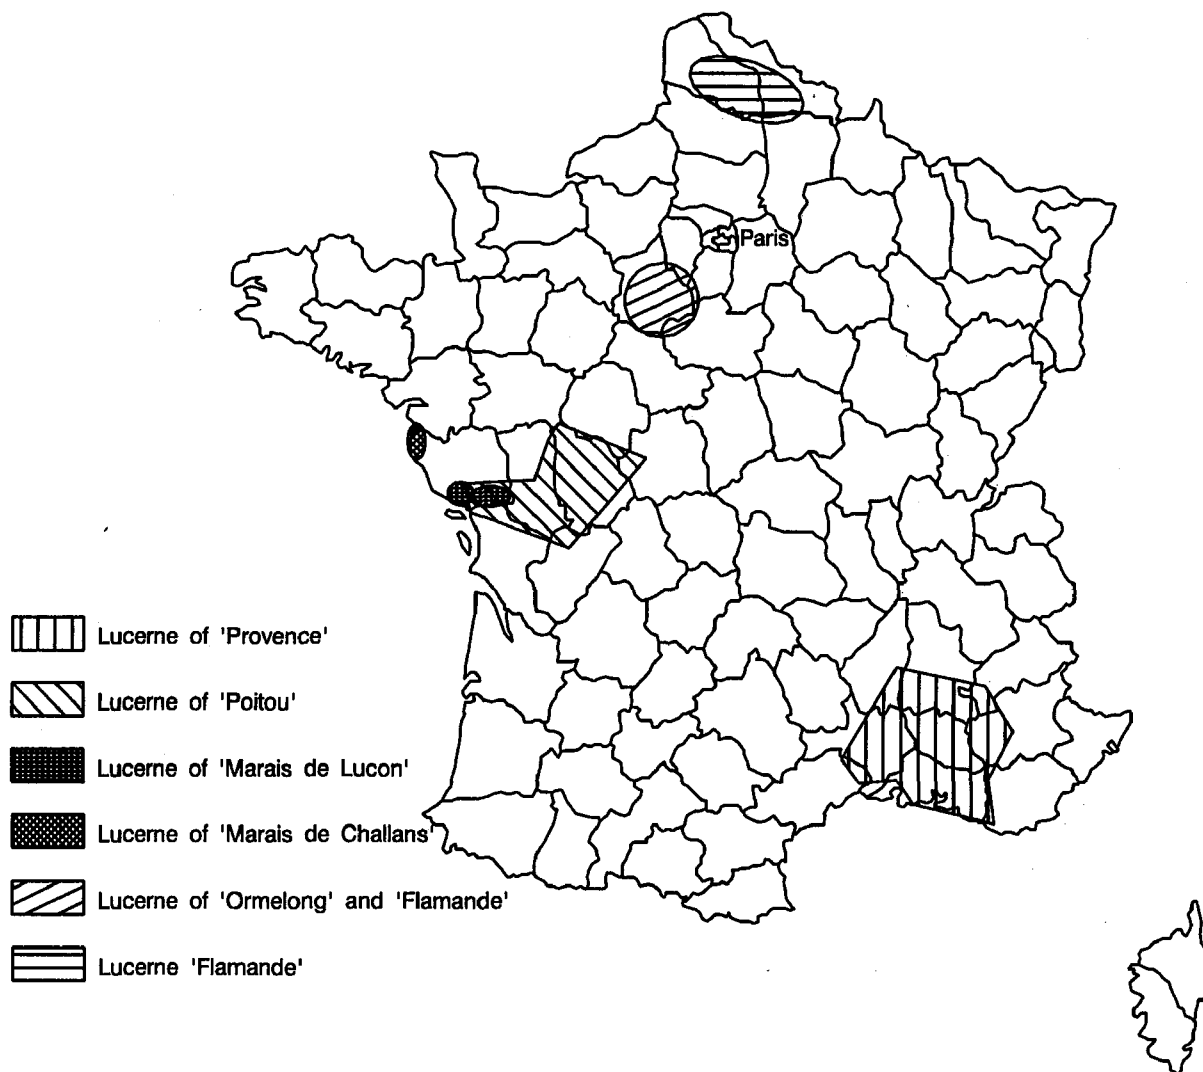 Paris
Lucerne of 'Provence'
Lucerne of 'Poitou'
Lucerne of 'Marais de Lucon'
Lucerne of 'Marais de Challans'
Lucerne of 'Ormelong' and 'Flamande'
Lucerne 'Flamande'